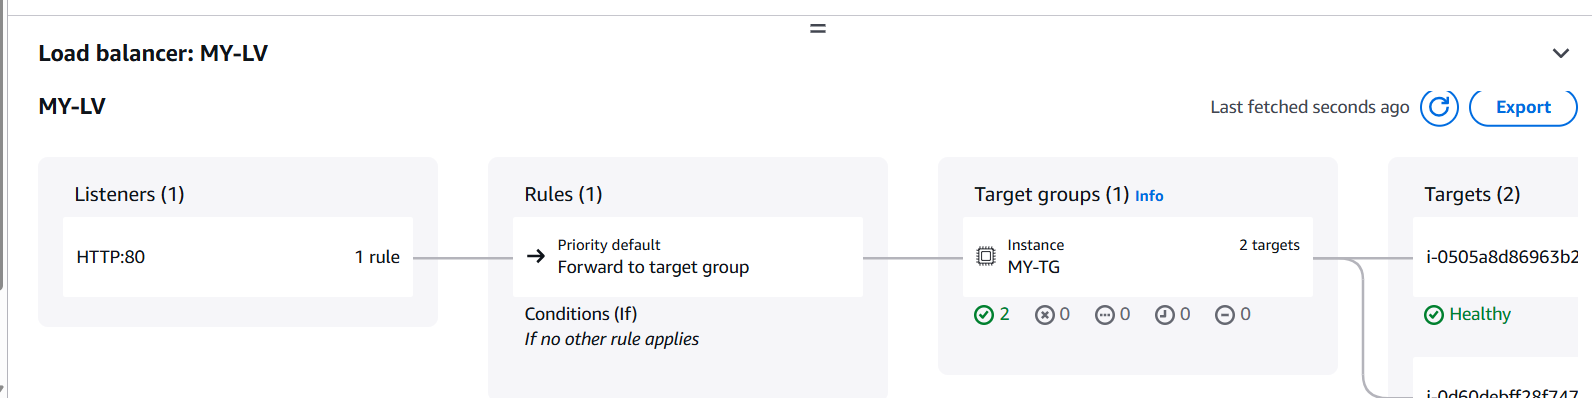 Load balancer: MY-LV
MY-LV
Last fetched seconds ago
Export
Listeners (1)
HTTP:80
1 rule
Rules (1)
Priority default
Forward to target group
Conditions (If)
If no other rule applies
Target groups (1) Info
Instance
2 targets
MY-TG
2 0 0 0 0
Targets (2)
i-0505a8d86963b2
Healthy
i-0d60debff28f747